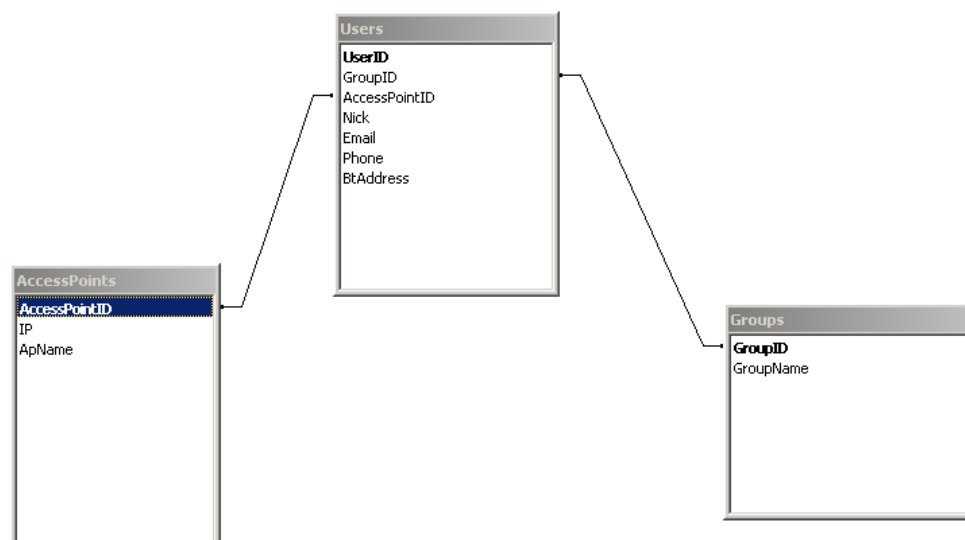 Users
UserID
GroupID
AccessPointID
Nick
Email
Phone
BtAddress
AccessPoints
AccessPointID
IP
ApName
Groups
GroupID
GroupName